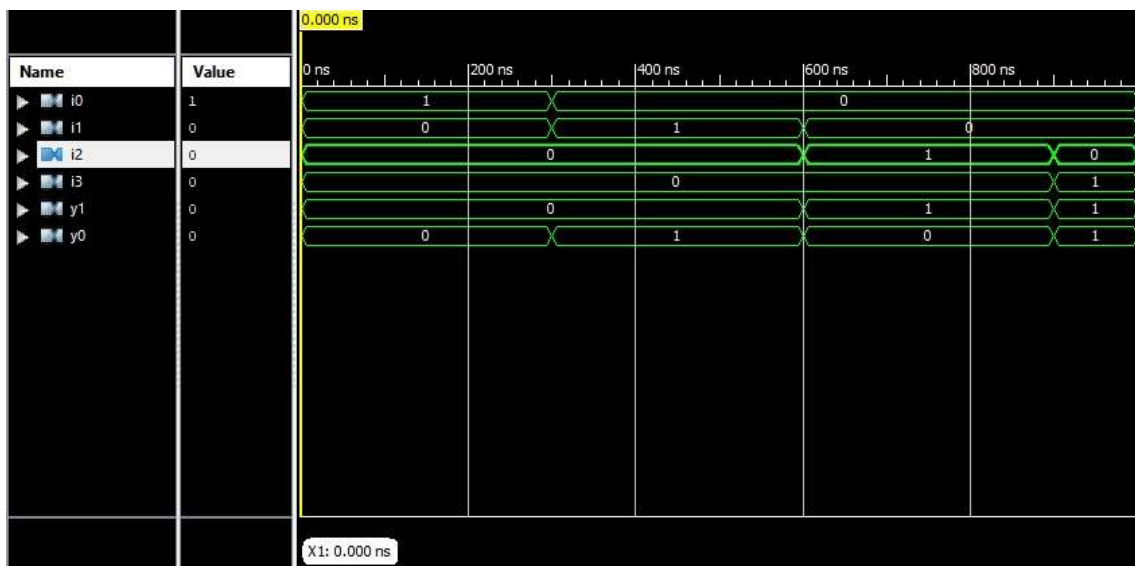 0.000 ns
Name Value 0 ns 200 ns 400 ns 600 ns 800 ns
i0 1 1 0
i1 0 0 1 0
i2 0 0 1 0
i3 0 0 1
y1 0 0 1 1
y0 0 0 1 0 1
X1: 0.000 ns